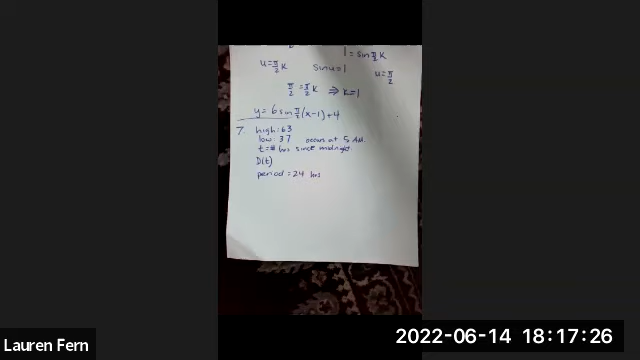 1 = sin π/2 k
u = π/2 k sin u = 1 u = π/2
π/2 = π/2 k ⇒ k = 1
y = 6 sin π/2 (x-1) + 4
7. high: 63
low: 37 occurs at 5 AM.
t = # hrs since midnight.
D(t)
period = 24 hrs
Lauren Fern
2022-06-14 18:17:26